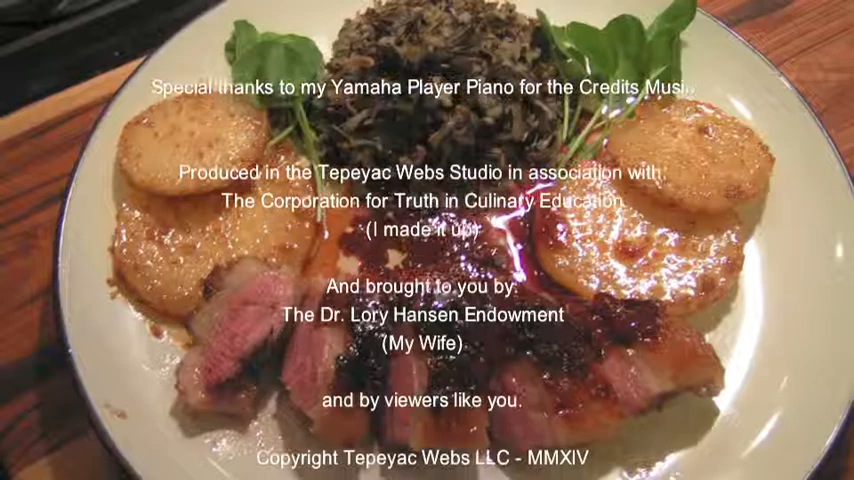 Special thanks to my Yamaha Player Piano for the Credits Music.
Produced in the Tepeyac Webs Studio in association with:
The Corporation for Truth in Culinary Education
(I made it up)
And brought to you by:
The Dr. Lory Hansen Endowment
(My Wife)
and by viewers like you.
Copyright Tepeyac Webs LLC - MMXIV